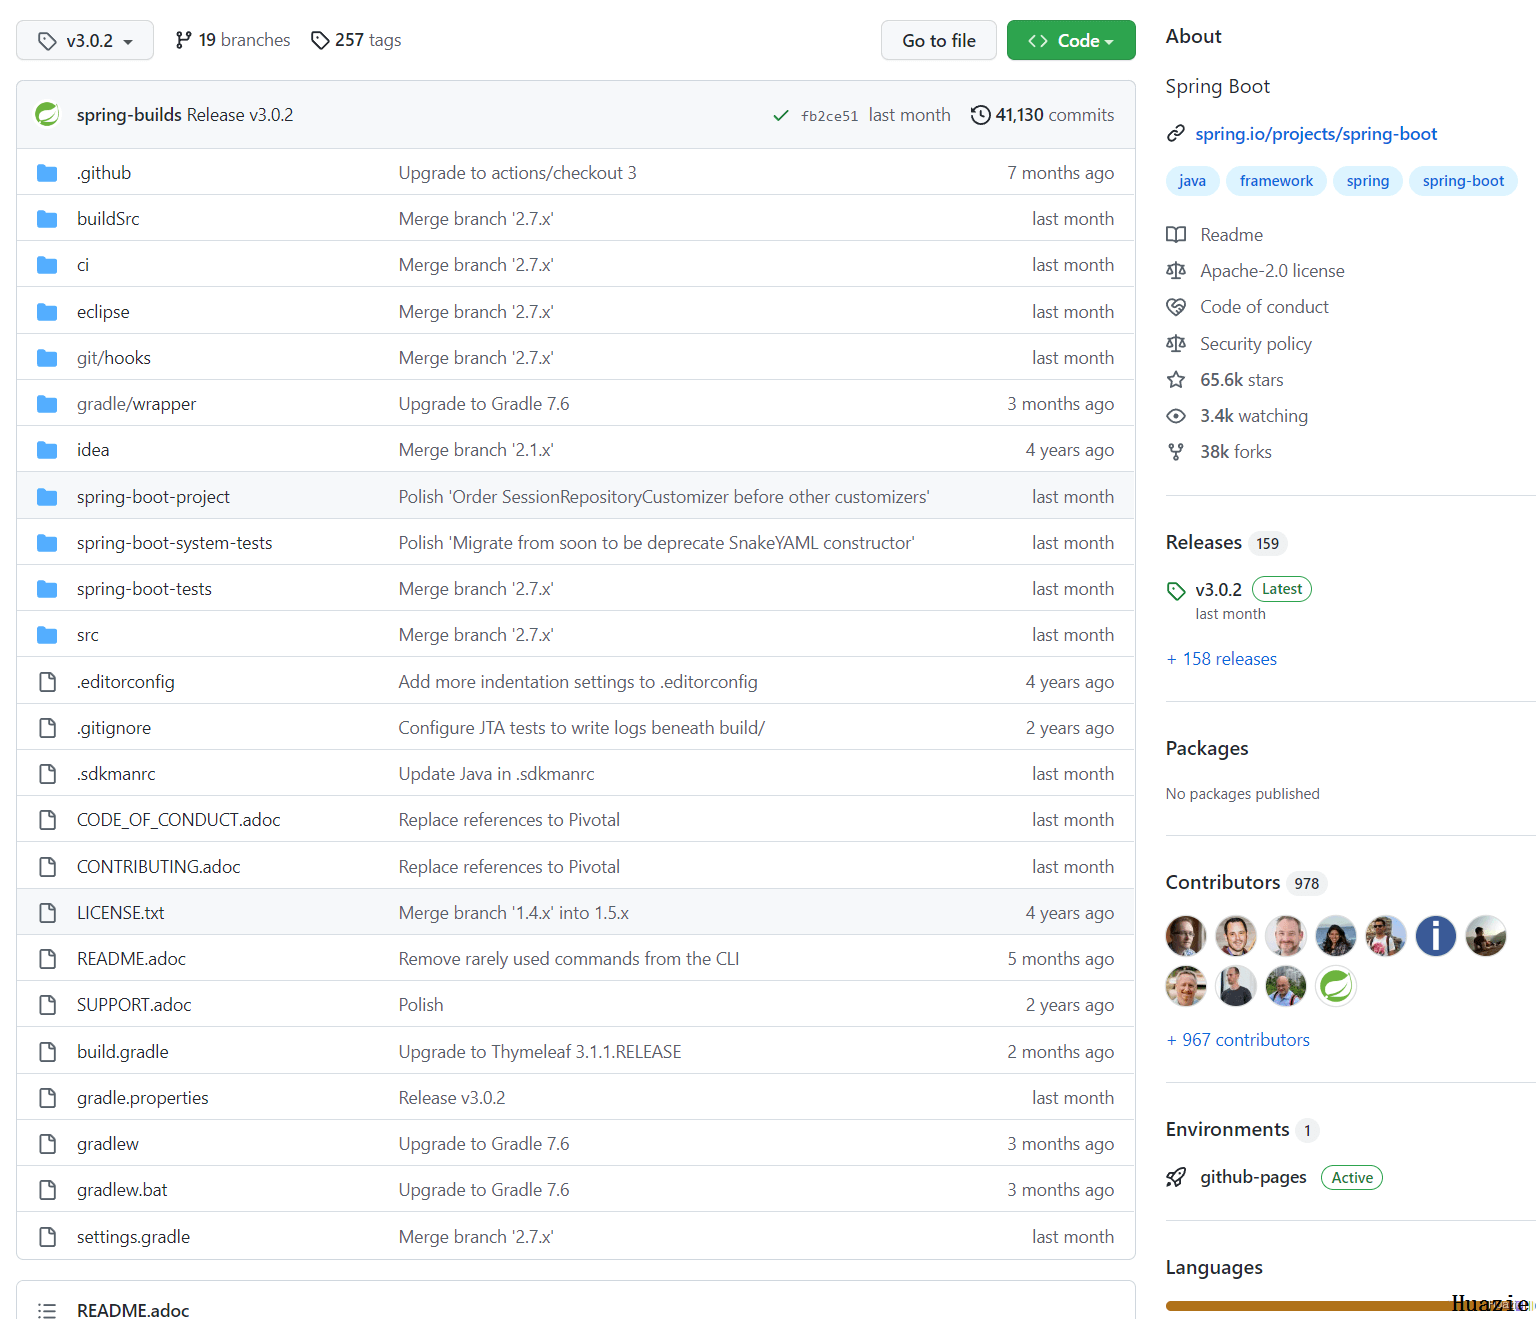 v3.0.2 19 branches 257 tags Go to file Code
spring-builds Release v3.0.2 fb2ce51 last month 41,130 commits
.github Upgrade to actions/checkout 3 7 months ago
buildSrc Merge branch '2.7.x' last month
ci Merge branch '2.7.x' last month
eclipse Merge branch '2.7.x' last month
git/hooks Merge branch '2.7.x' last month
gradle/wrapper Upgrade to Gradle 7.6 3 months ago
idea Merge branch '2.1.x' 4 years ago
spring-boot-project Polish 'Order SessionRepositoryCustomizer before other customizers' last month
spring-boot-system-tests Polish 'Migrate from soon to be deprecate SnakeYAML constructor' last month
spring-boot-tests Merge branch '2.7.x' last month
src Merge branch '2.7.x' last month
.editorconfig Add more indentation settings to .editorconfig 4 years ago
.gitignore Configure JTA tests to write logs beneath build/ 2 years ago
.sdkmanrc Update Java in .sdkmanrc last month
CODE_OF_CONDUCT.adoc Replace references to Pivotal last month
CONTRIBUTING.adoc Replace references to Pivotal last month
LICENSE.txt Merge branch '1.4.x' into 1.5.x 4 years ago
README.adoc Remove rarely used commands from the CLI 5 months ago
SUPPORT.adoc Polish 2 years ago
build.gradle Upgrade to Thymeleaf 3.1.1.RELEASE 2 months ago
gradle.properties Release v3.0.2 last month
gradlew Upgrade to Gradle 7.6 3 months ago
gradlew.bat Upgrade to Gradle 7.6 3 months ago
settings.gradle Merge branch '2.7.x' last month
README.adoc
About
Spring Boot
spring.io/projects/spring-boot
java framework spring spring-boot
Readme
Apache-2.0 license
Code of conduct
Security policy
65.6k stars
3.4k watching
38k forks
Releases 159
v3.0.2 Latest
last month
+ 158 releases
Packages
No packages published
Contributors 978
i
+ 967 contributors
Environments 1
github-pages Active
Languages
Huazie